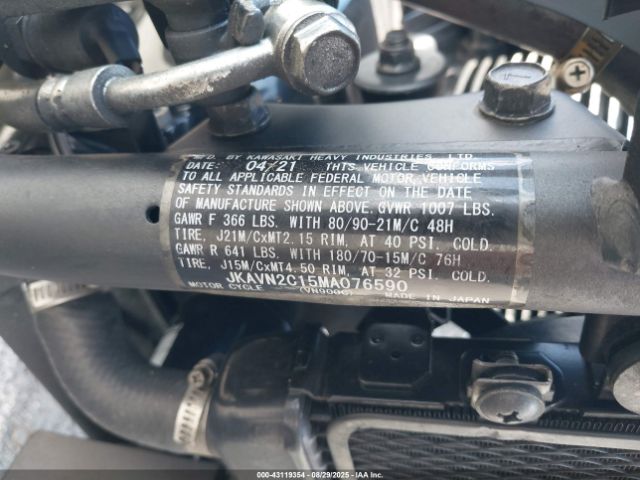 MFD. BY KAWASAKI HEAVY INDUSTRIES, LTD.
DATE: 04/21 THIS VEHICLE CONFORMS
TO ALL APPLICABLE FEDERAL MOTOR VEHICLE
SAFETY STANDARDS IN EFFECT ON THE DATE
OF MANUFACTURE SHOWN ABOVE. GVWR 1007 LBS.
GAWR F 366 LBS. WITH 80/90-21M/C 48H
TIRE, J21M/CxMT2.15 RIM, AT 40 PSI. COLD.
GAWR R 641 LBS. WITH 180/70-15M/C 76H
TIRE, J15M/CxMT4.50 RIM, AT 32 PSI. COLD.
JKAVN2C15MA076590
MOTOR CYCLE (VN900C) MADE IN JAPAN
000-43119354 | 08/29/2025 | IAAI.COM